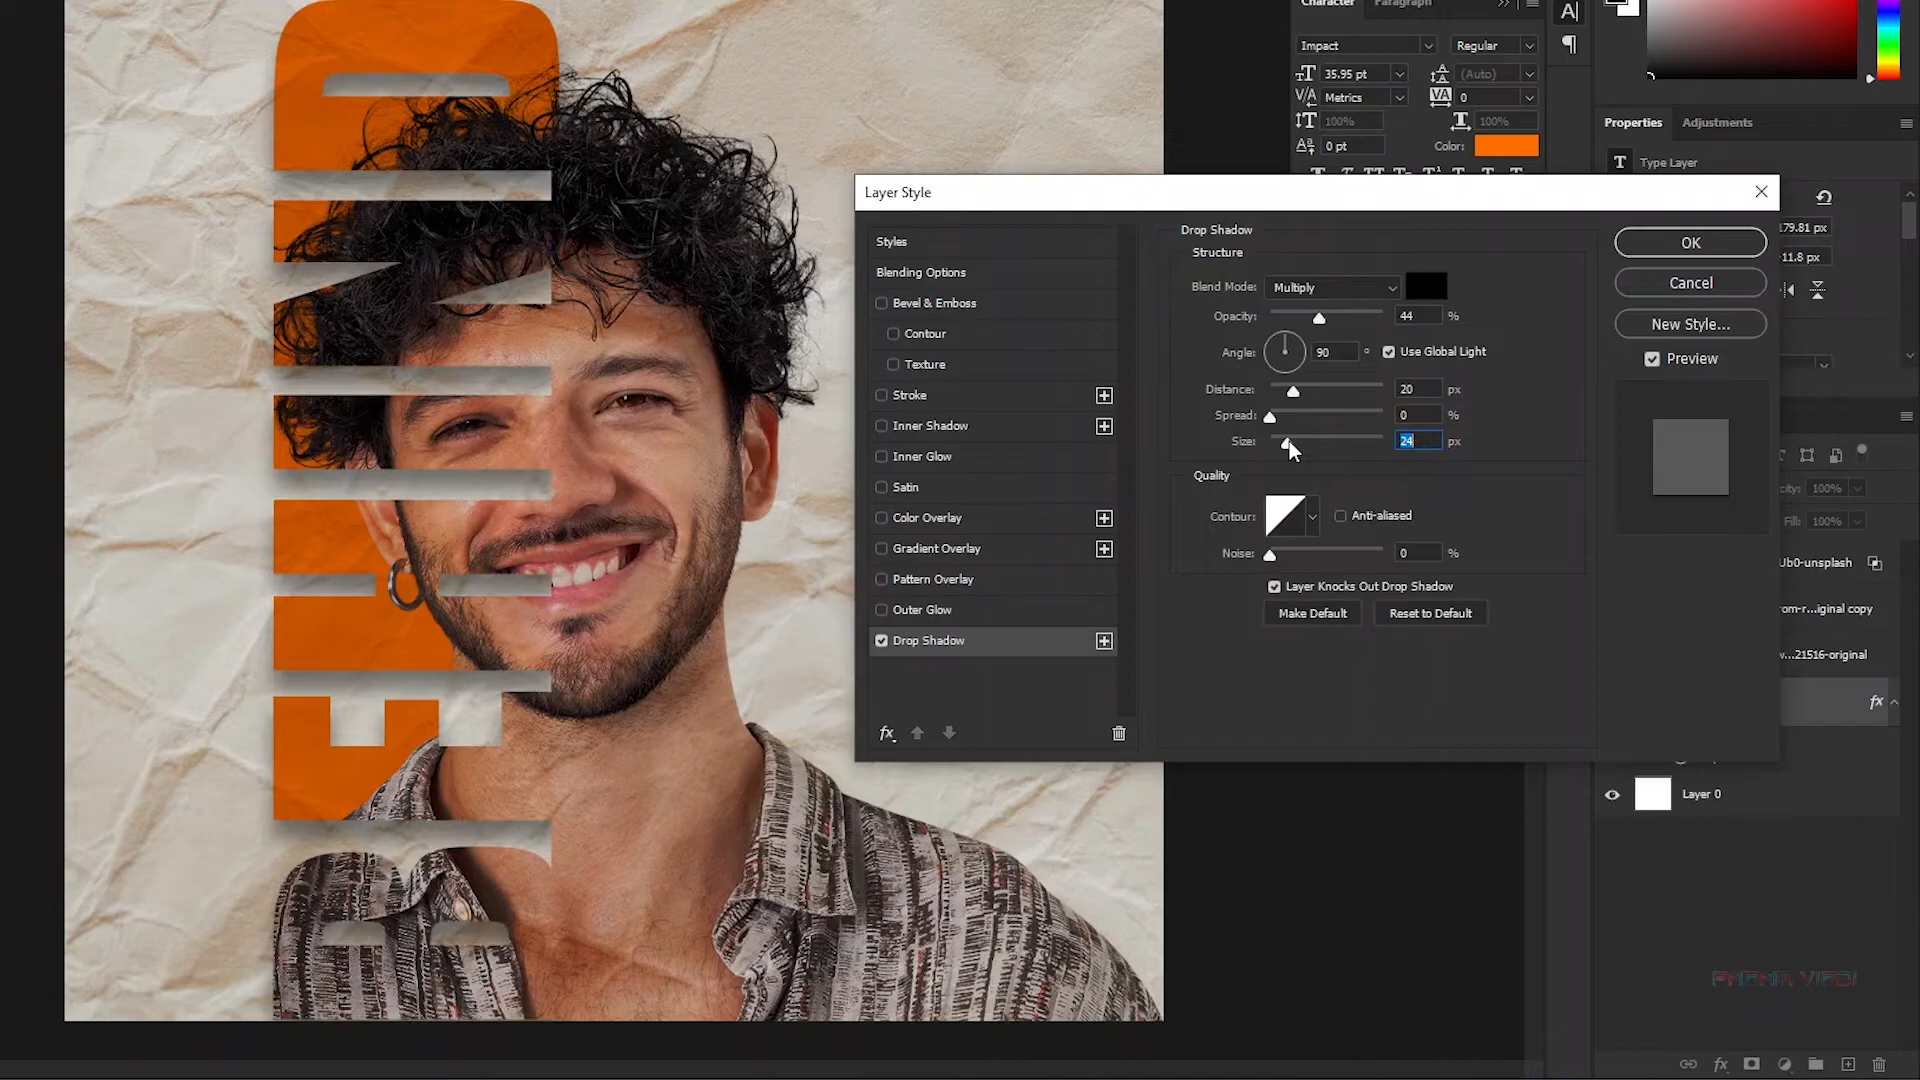 BEHIND
Character
Paragraph
Impact
Regular
35.95 pt
(Auto)
Metrics
0
100%
100%
0 pt
Color:
Properties
Adjustments
T
Type Layer
179.81 px
11.8 px
Layer Style
Styles
Blending Options
Bevel & Emboss
Contour
Texture
Stroke
Inner Shadow
Inner Glow
Satin
Color Overlay
Gradient Overlay
Pattern Overlay
Outer Glow
Drop Shadow
fx
Drop Shadow
Structure
Blend Mode:
Multiply
Opacity:
44
%
Angle:
90
°
Use Global Light
Distance:
20
px
Spread:
0
%
Size:
24
px
Quality
Contour:
Anti-aliased
Noise:
0
%
Layer Knocks Out Drop Shadow
Make Default
Reset to Default
OK
Cancel
New Style...
Preview
city:
100%
Fill:
100%
Ub0-unsplash
rom-r...iginal copy
w...21516-original
fx
Layer 0
fx